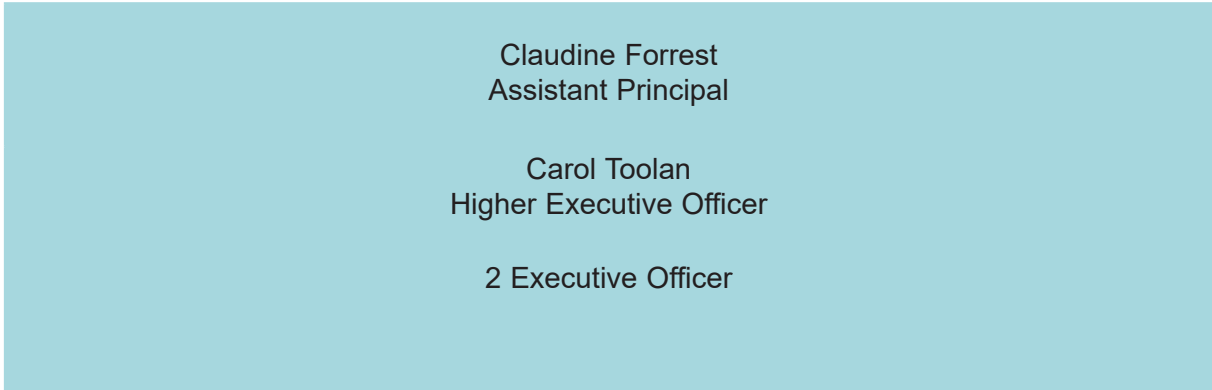 Claudine Forrest
Assistant Principal
Carol Toolan
Higher Executive Officer
2 Executive Officer